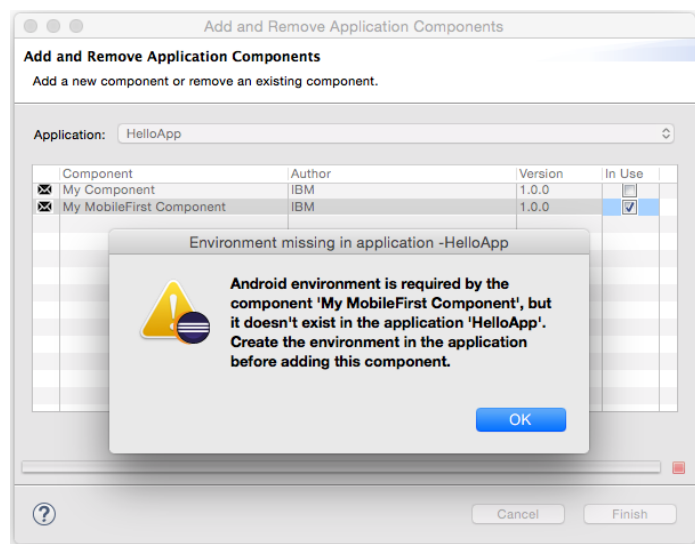 Add and Remove Application Components
Add and Remove Application Components
Add a new component or remove an existing component.
Application: HelloApp
Component Author Version In Use
My Component IBM 1.0.0
My MobileFirst Component IBM 1.0.0
Environment missing in application -HelloApp
Android environment is required by the
component 'My MobileFirst Component', but
it doesn't exist in the application 'HelloApp'.
Create the environment in the application
before adding this component.
OK
? Cancel Finish